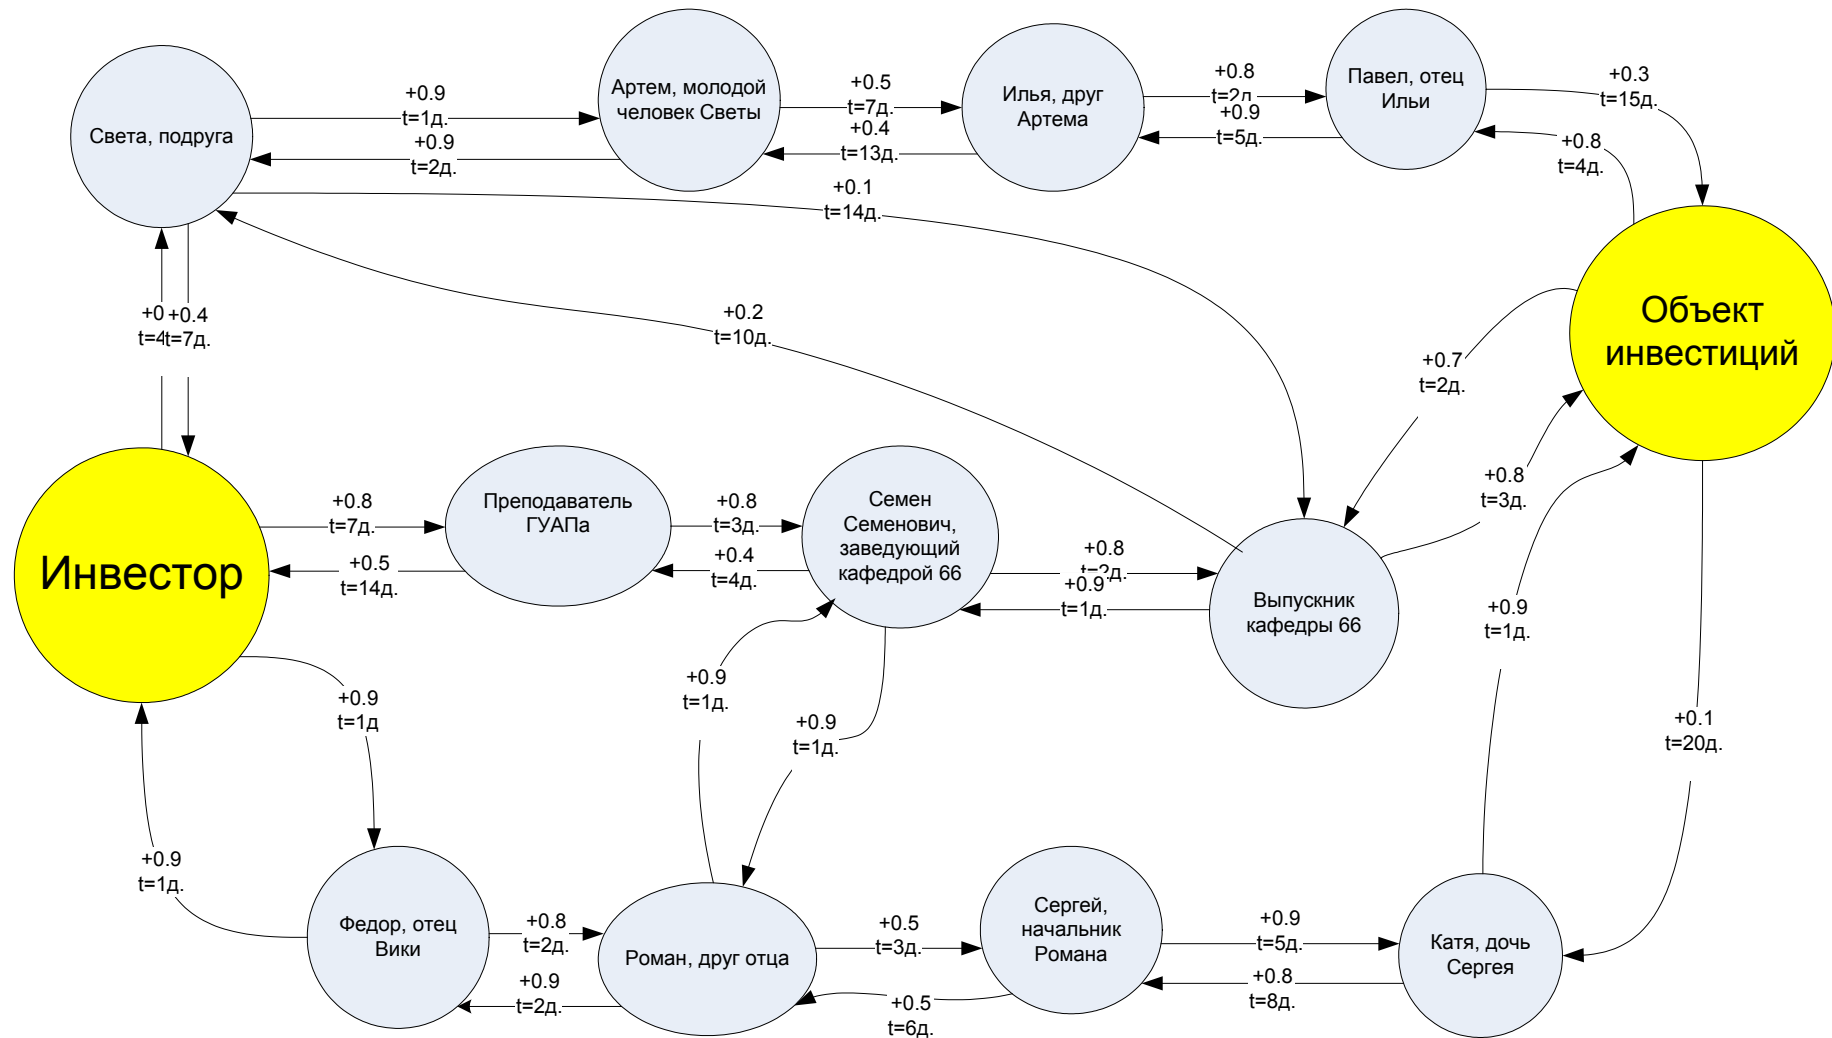 Света, подруга
+0.9
t=1д.
+0.9
t=2д.
Артем, молодой
человек Светы
+0.5
t=7д.
+0.4
t=13д.
Илья, друг
Артема
+0.8
+0.9
t=5д.
Павел, отец
Ильи
+0.3
t=15д.
+0.8
t=4д.
+0.1
t=14д.
+0.4
t=7д.
+0.2
t=10д.
Объект
инвестиций
+0.7
t=2д.
+0.8
t=3д.
+0.9
t=1д.
+0.1
t=20д.
Инвестор
+0.8
t=7д.
+0.5
t=14д.
Преподаватель
ГУАПа
+0.8
t=3д.
+0.4
t=4д.
Семен
Семенович,
заведующий
кафедрой 66
+0.8
+0.9
t=1д.
Выпускник
кафедры 66
+0.9
t=1д
+0.9
t=1д.
+0.9
t=1д.
+0.9
t=1д.
Федор, отец
Вики
+0.8
t=2д.
+0.9
t=2д.
Роман, друг отца
+0.5
t=3д.
+0.5
t=6д.
Сергей,
начальник
Романа
+0.9
t=5д.
+0.8
t=8д.
Катя, дочь
Сергея